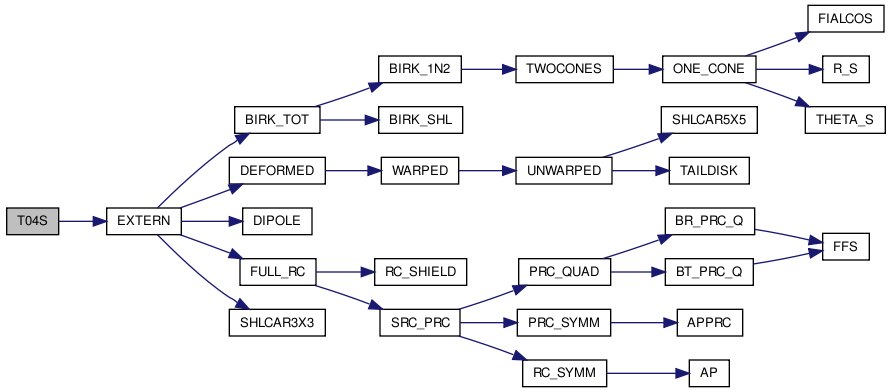 FIALCOS
BIRK_1N2
TWOCONES
ONE_CONE
R_S
BIRK_TOT
BIRK_SHL
SHLCAR5X5
THETA_S
DEFORMED
WARPED
UNWARPED
TAILDISK
T04S
EXTERN
DIPOLE
BR_PRC_Q
FFS
FULL_RC
RC_SHIELD
PRC_QUAD
BT_PRC_Q
SHLCAR3X3
SRC_PRC
PRC_SYMM
APPRC
RC_SYMM
AP